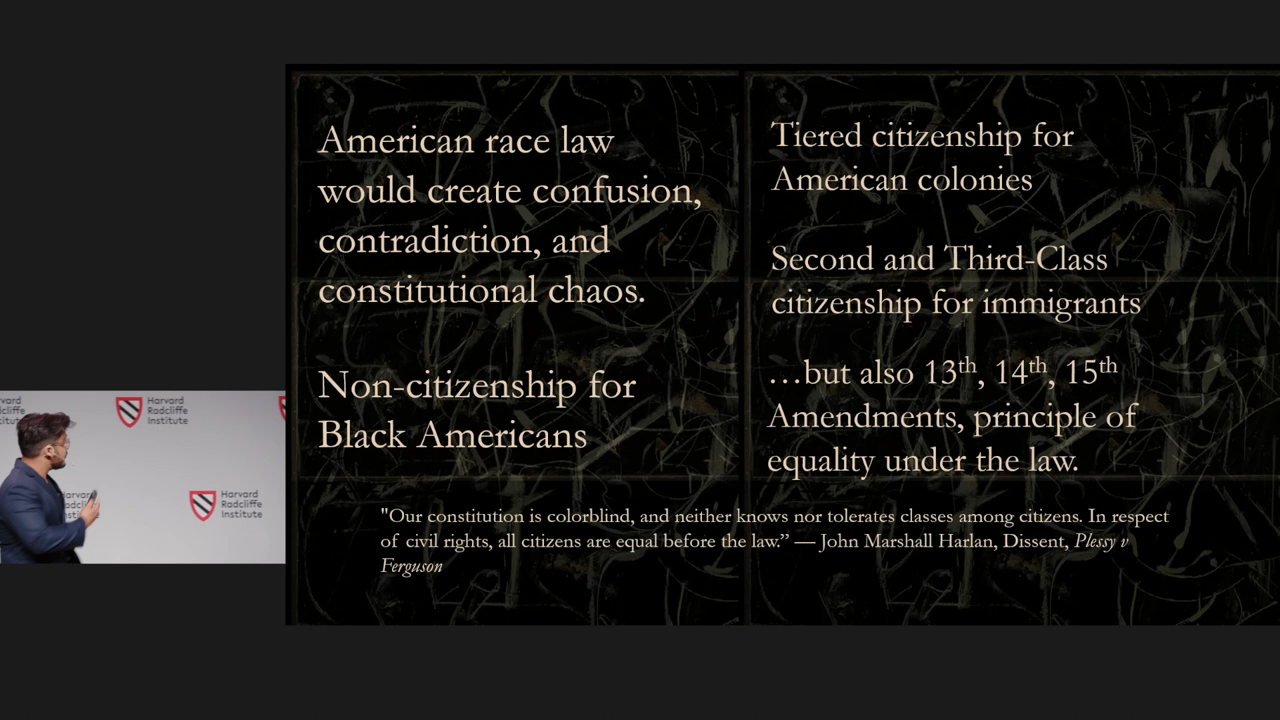 American race law
would create confusion,
contradiction, and
constitutional chaos.
Non-citizenship for
Black Americans
Tiered citizenship for
American colonies
Second and Third-Class
citizenship for immigrants
…but also 13th, 14th, 15th
Amendments, principle of
equality under the law.
"Our constitution is colorblind, and neither knows nor tolerates classes among citizens. In respect
of civil rights, all citizens are equal before the law.” — John Marshall Harlan, Dissent, Plessy v
Ferguson
Harvard
Radcliffe
Institute
Harvard
Radcliffe
Institute